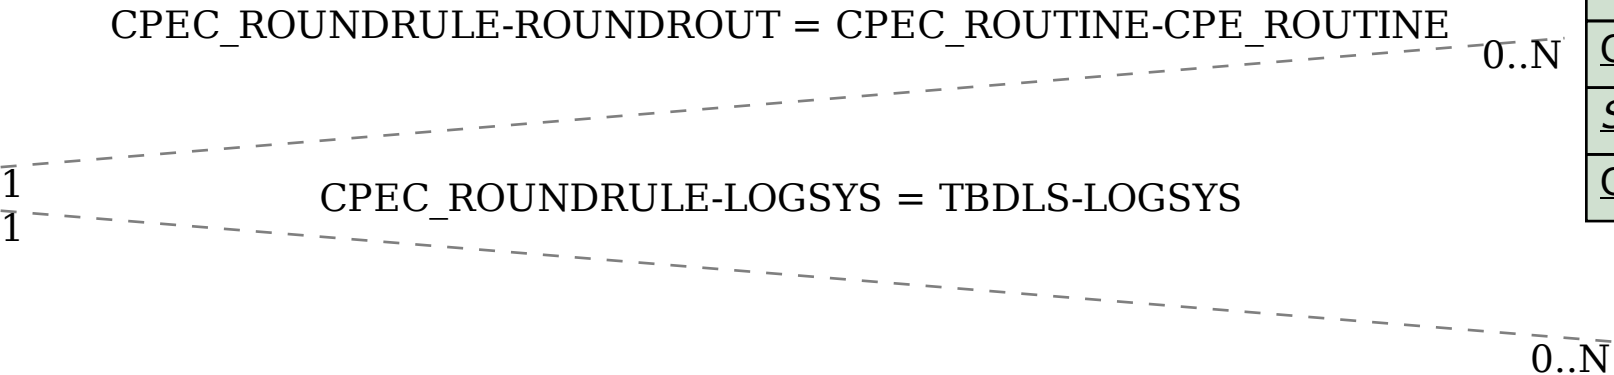 CPEC_ROUNDRULE-ROUNDROUT = CPEC_ROUTINE-CPE_ROUTINE
0..N
1
CPEC_ROUNDRULE-LOGSYS = TBDLS-LOGSYS
1
0..N